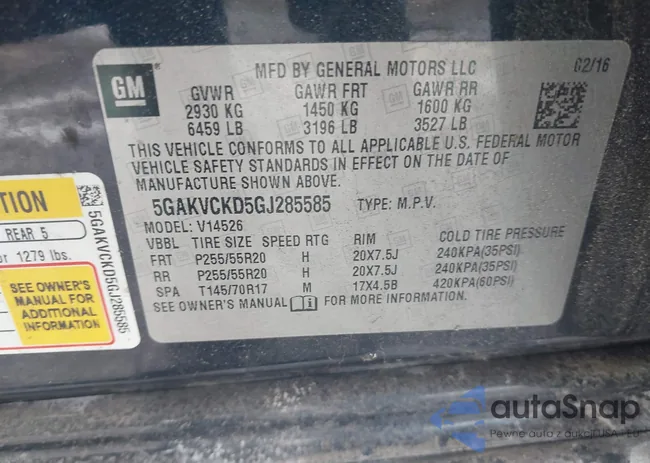 GM
MFD BY GENERAL MOTORS LLC 02/16
GVWR GAWR FRT GAWR RR
2930 KG 1450 KG 1600 KG
6459 LB 3196 LB 3527 LB
THIS VEHICLE CONFORMS TO ALL APPLICABLE U.S. FEDERAL MOTOR
VEHICLE SAFETY STANDARDS IN EFFECT ON THE DATE OF
MANUFACTURE SHOWN ABOVE.
5GAKVCKD5GJ285585 TYPE: M.P.V.
MODEL: V14526
VBBL TIRE SIZE SPEED RTG RIM COLD TIRE PRESSURE
FRT P255/55R20 H 20X7.5J 240KPA(35PSI)
RR P255/55R20 H 20X7.5J 240KPA(35PSI)
SPA T145/70R17 M 17X4.5B 420KPA(60PSI)
SEE OWNER'S MANUAL FOR MORE INFORMATION.
TION
REAR 5
r 1279 lbs.
SEE OWNER'S
MANUAL FOR
ADDITIONAL
INFORMATION
5GAKVCKD5GJ285585
autoSnap
Pewne auta z aukcji USA